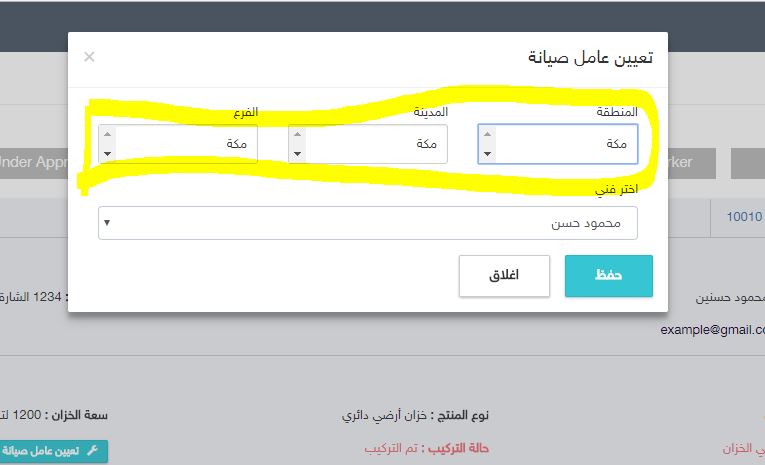 تعيين عامل صيانة ×
المنطقة المدينة الفرع
مكة مكة مكة
اختر فني
محمود حسن
حفظ اغلاق
Under Appr
rker
10010
محمود حسنين
: 1234 الشارقة
example@gmail.co
نوع المنتج : خزان أرضي دائري
سعة الخزان : 1200 لت
ي الخزان
حالة التركيب : تم التركيب
تعيين عامل صيانة